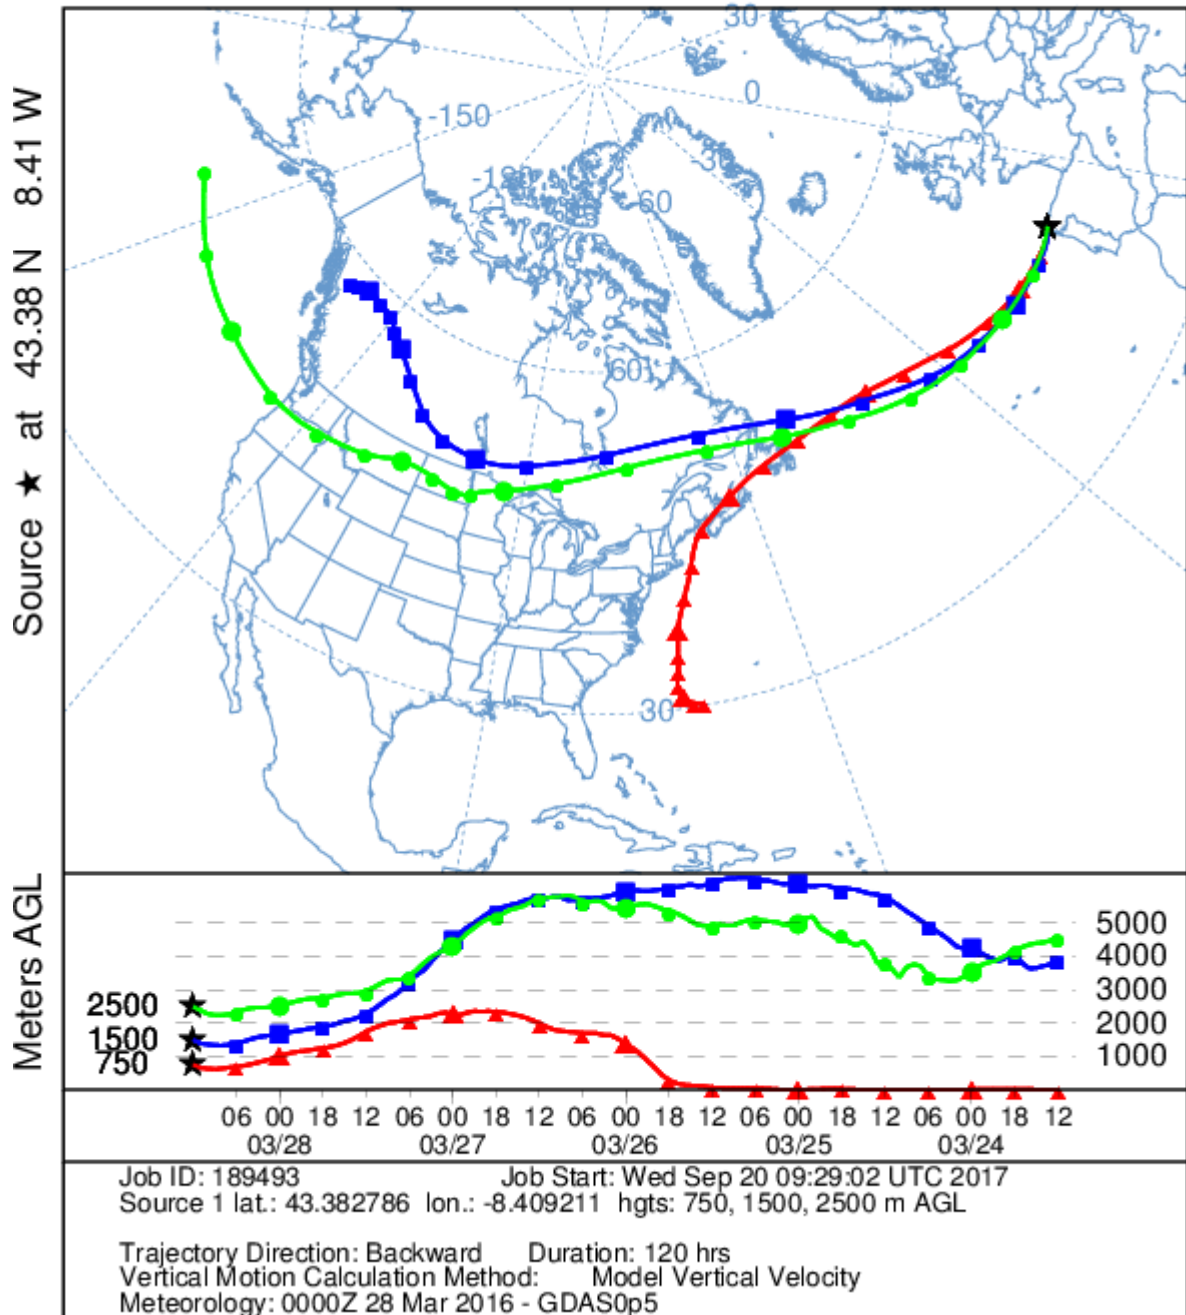 Source ★ at 43.38 N 8.41 W
30
0
-150
-180
-30
0
-60
60
30
Meters AGL
2500
1500
750
5000
4000
3000
2000
1000
06 00 18 12 06 00 18 12 06 00 18 12 06 00 18 12 06 00 18 12
03/28 03/27 03/26 03/25 03/24
Job ID: 189493 Job Start: Wed Sep 20 09:29:02 UTC 2017
Source 1 lat.: 43.382786 lon.: -8.409211 hgts: 750, 1500, 2500 m AGL
Trajectory Direction: Backward Duration: 120 hrs
Vertical Motion Calculation Method: Model Vertical Velocity
Meteorology: 0000Z 28 Mar 2016 - GDAS0p5